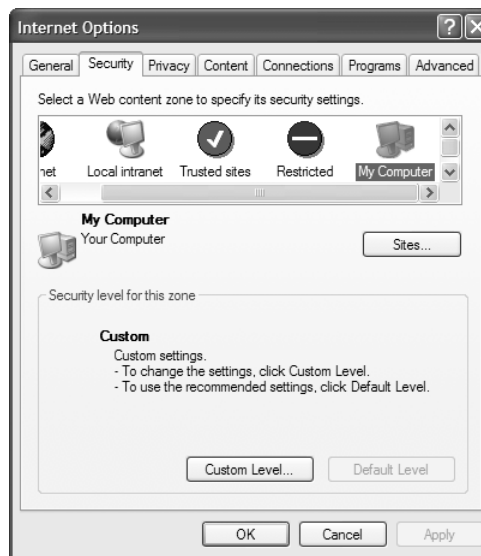 Internet Options
General Security Privacy Content Connections Programs Advanced
Select a Web content zone to specify its security settings.
net Local intranet Trusted sites Restricted My Computer
My Computer
Your Computer
Sites...
Security level for this zone
Custom
Custom settings.
- To change the settings, click Custom Level.
- To use the recommended settings, click Default Level.
Custom Level... Default Level
OK Cancel Apply